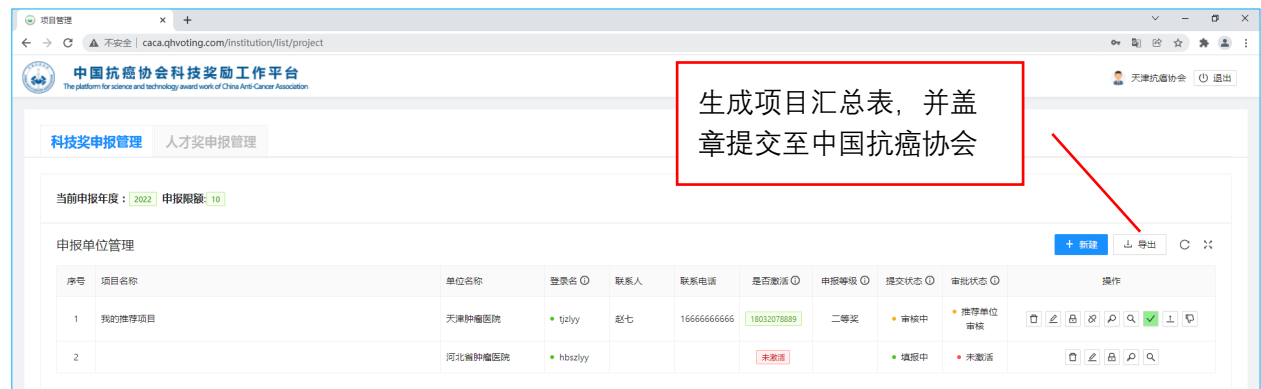 项目管理
不安全 | caca.qhvoting.com/institution/list/project
中国抗癌协会科技奖励工作平台
The platform for science and technology award work of China Anti-Cancer Association
天津抗癌协会 退出
生成项目汇总表，并盖
章提交至中国抗癌协会
科技奖申报管理 人才奖申报管理
当前申报年度： 2022 申报限额: 10
申报单位管理
+ 新建 导出
序号 项目名称 单位名称 登录名 联系人 联系电话 是否激活 申报等级 提交状态 审批状态 操作
1 我的推荐项目 天津肿瘤医院 tjzlyy 赵七 16666666666 18032078889 二等奖 审核中 推荐单位
审核
2 河北省肿瘤医院 hbszlyy 未激活 填报中 未激活